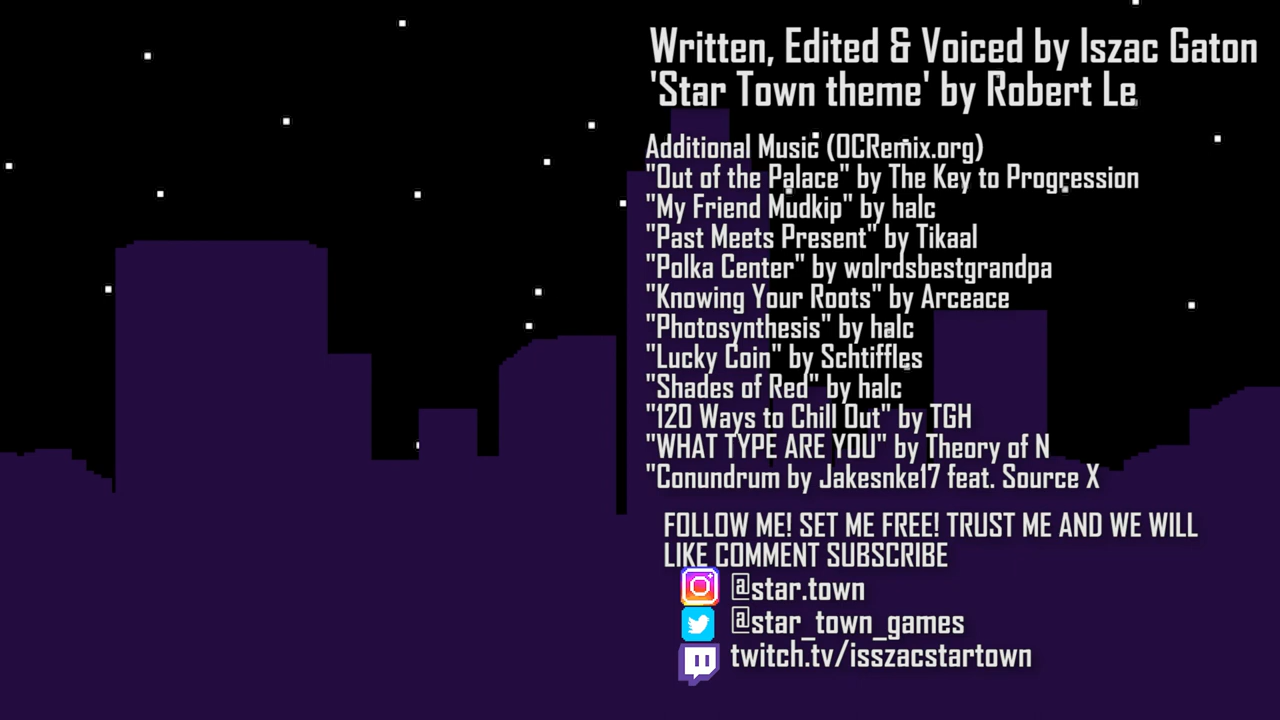 Written, Edited & Voiced by Iszac Gaton
'Star Town theme' by Robert Le
Additional Music (OCRemix.org)
"Out of the Palace" by The Key to Progression
"My Friend Mudkip" by halc
"Past Meets Present" by Tikaal
"Polka Center" by wolrdsbestgrandpa
"Knowing Your Roots" by Arceace
"Photosynthesis" by halc
"Lucky Coin" by Schtiffles
"Shades of Red" by halc
"120 Ways to Chill Out" by TGH
"WHAT TYPE ARE YOU" by Theory of N
"Conundrum by Jakesnke17 feat. Source X
FOLLOW ME! SET ME FREE! TRUST ME AND WE WILL
LIKE COMMENT SUBSCRIBE
@star.town
@star_town_games
twitch.tv/isszacstartown